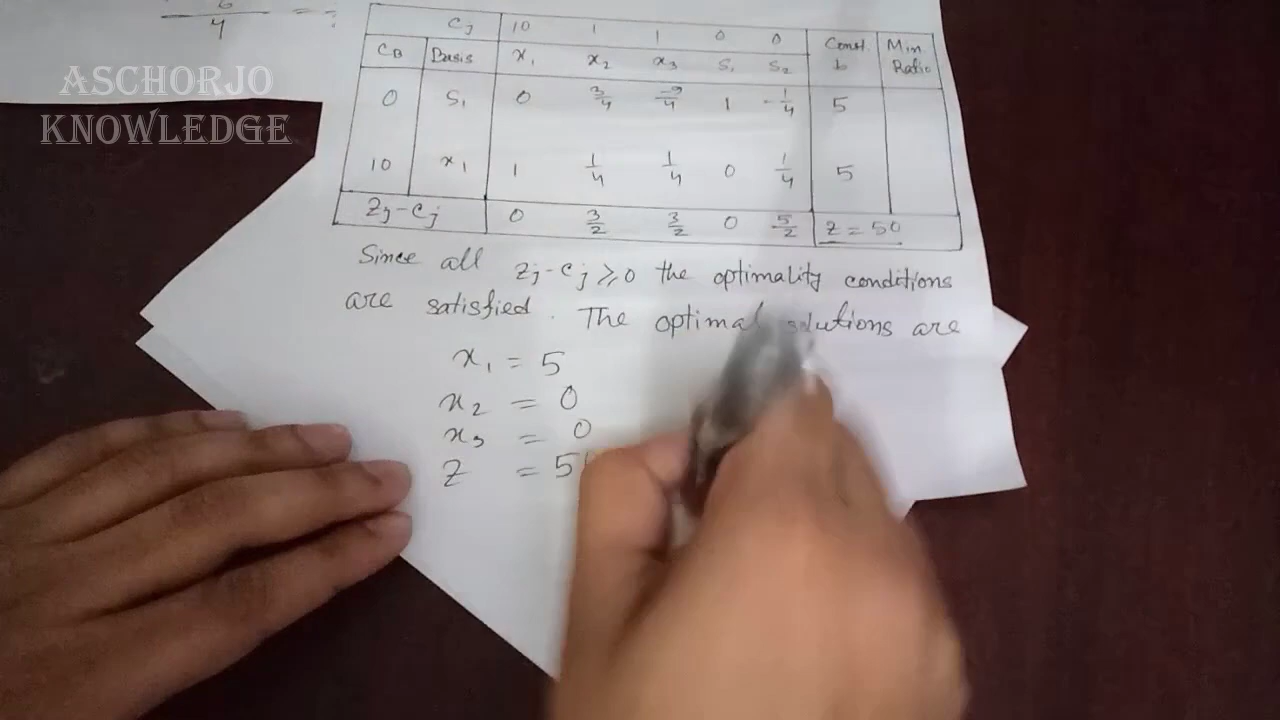 6/4 =
ASCHORJO
KNOWLEDGE
Cj 10 1 1 0 0 Const. b Min Ratio
CB Basis x₁ x₂ x₃ S₁ S₂
0 S₁ 0 3/4 -9/4 1 -1/4 5
10 x₁ 1 1/4 1/4 0 1/4 5
Zj-Cj 0 3/2 3/2 0 5/2 Z = 50
Since all Zj-Cj ≥ 0 the optimality conditions
are satisfied. The optimal solutions are
x₁ = 5
x₂ = 0
x₃ = 0
Z = 5